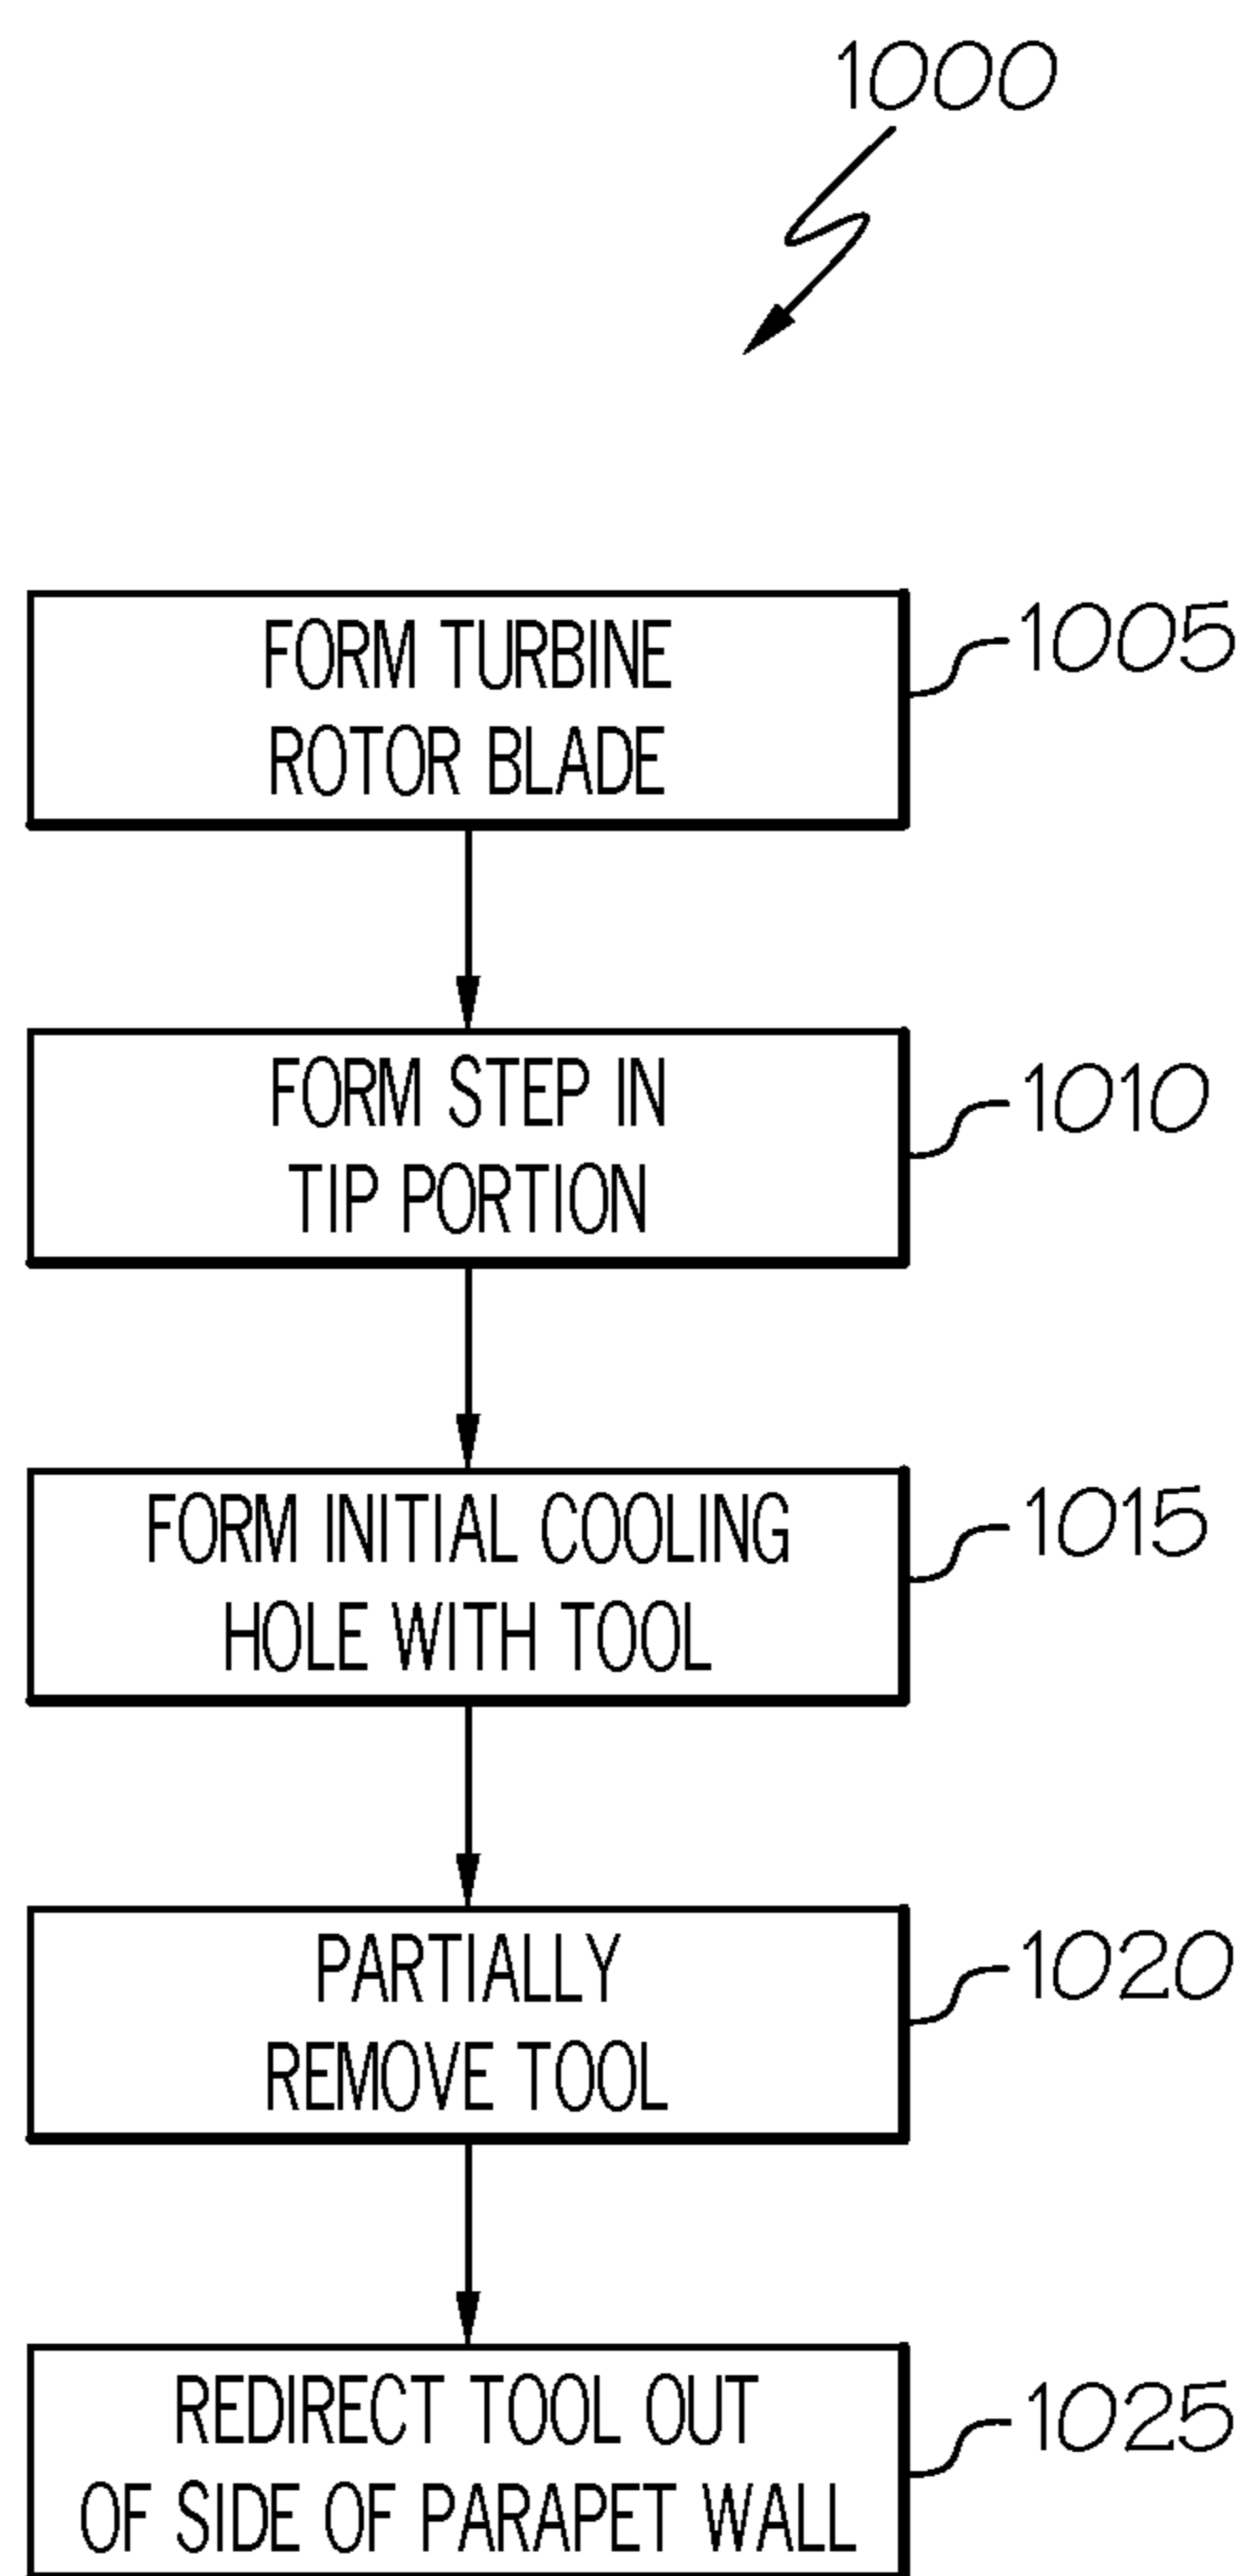 1000
FORM TURBINE
ROTOR BLADE
1005
FORM STEP IN
TIP PORTION
1010
FORM INITIAL COOLING
HOLE WITH TOOL
1015
PARTIALLY
REMOVE TOOL
1020
REDIRECT TOOL OUT
OF SIDE OF PARAPET WALL
1025